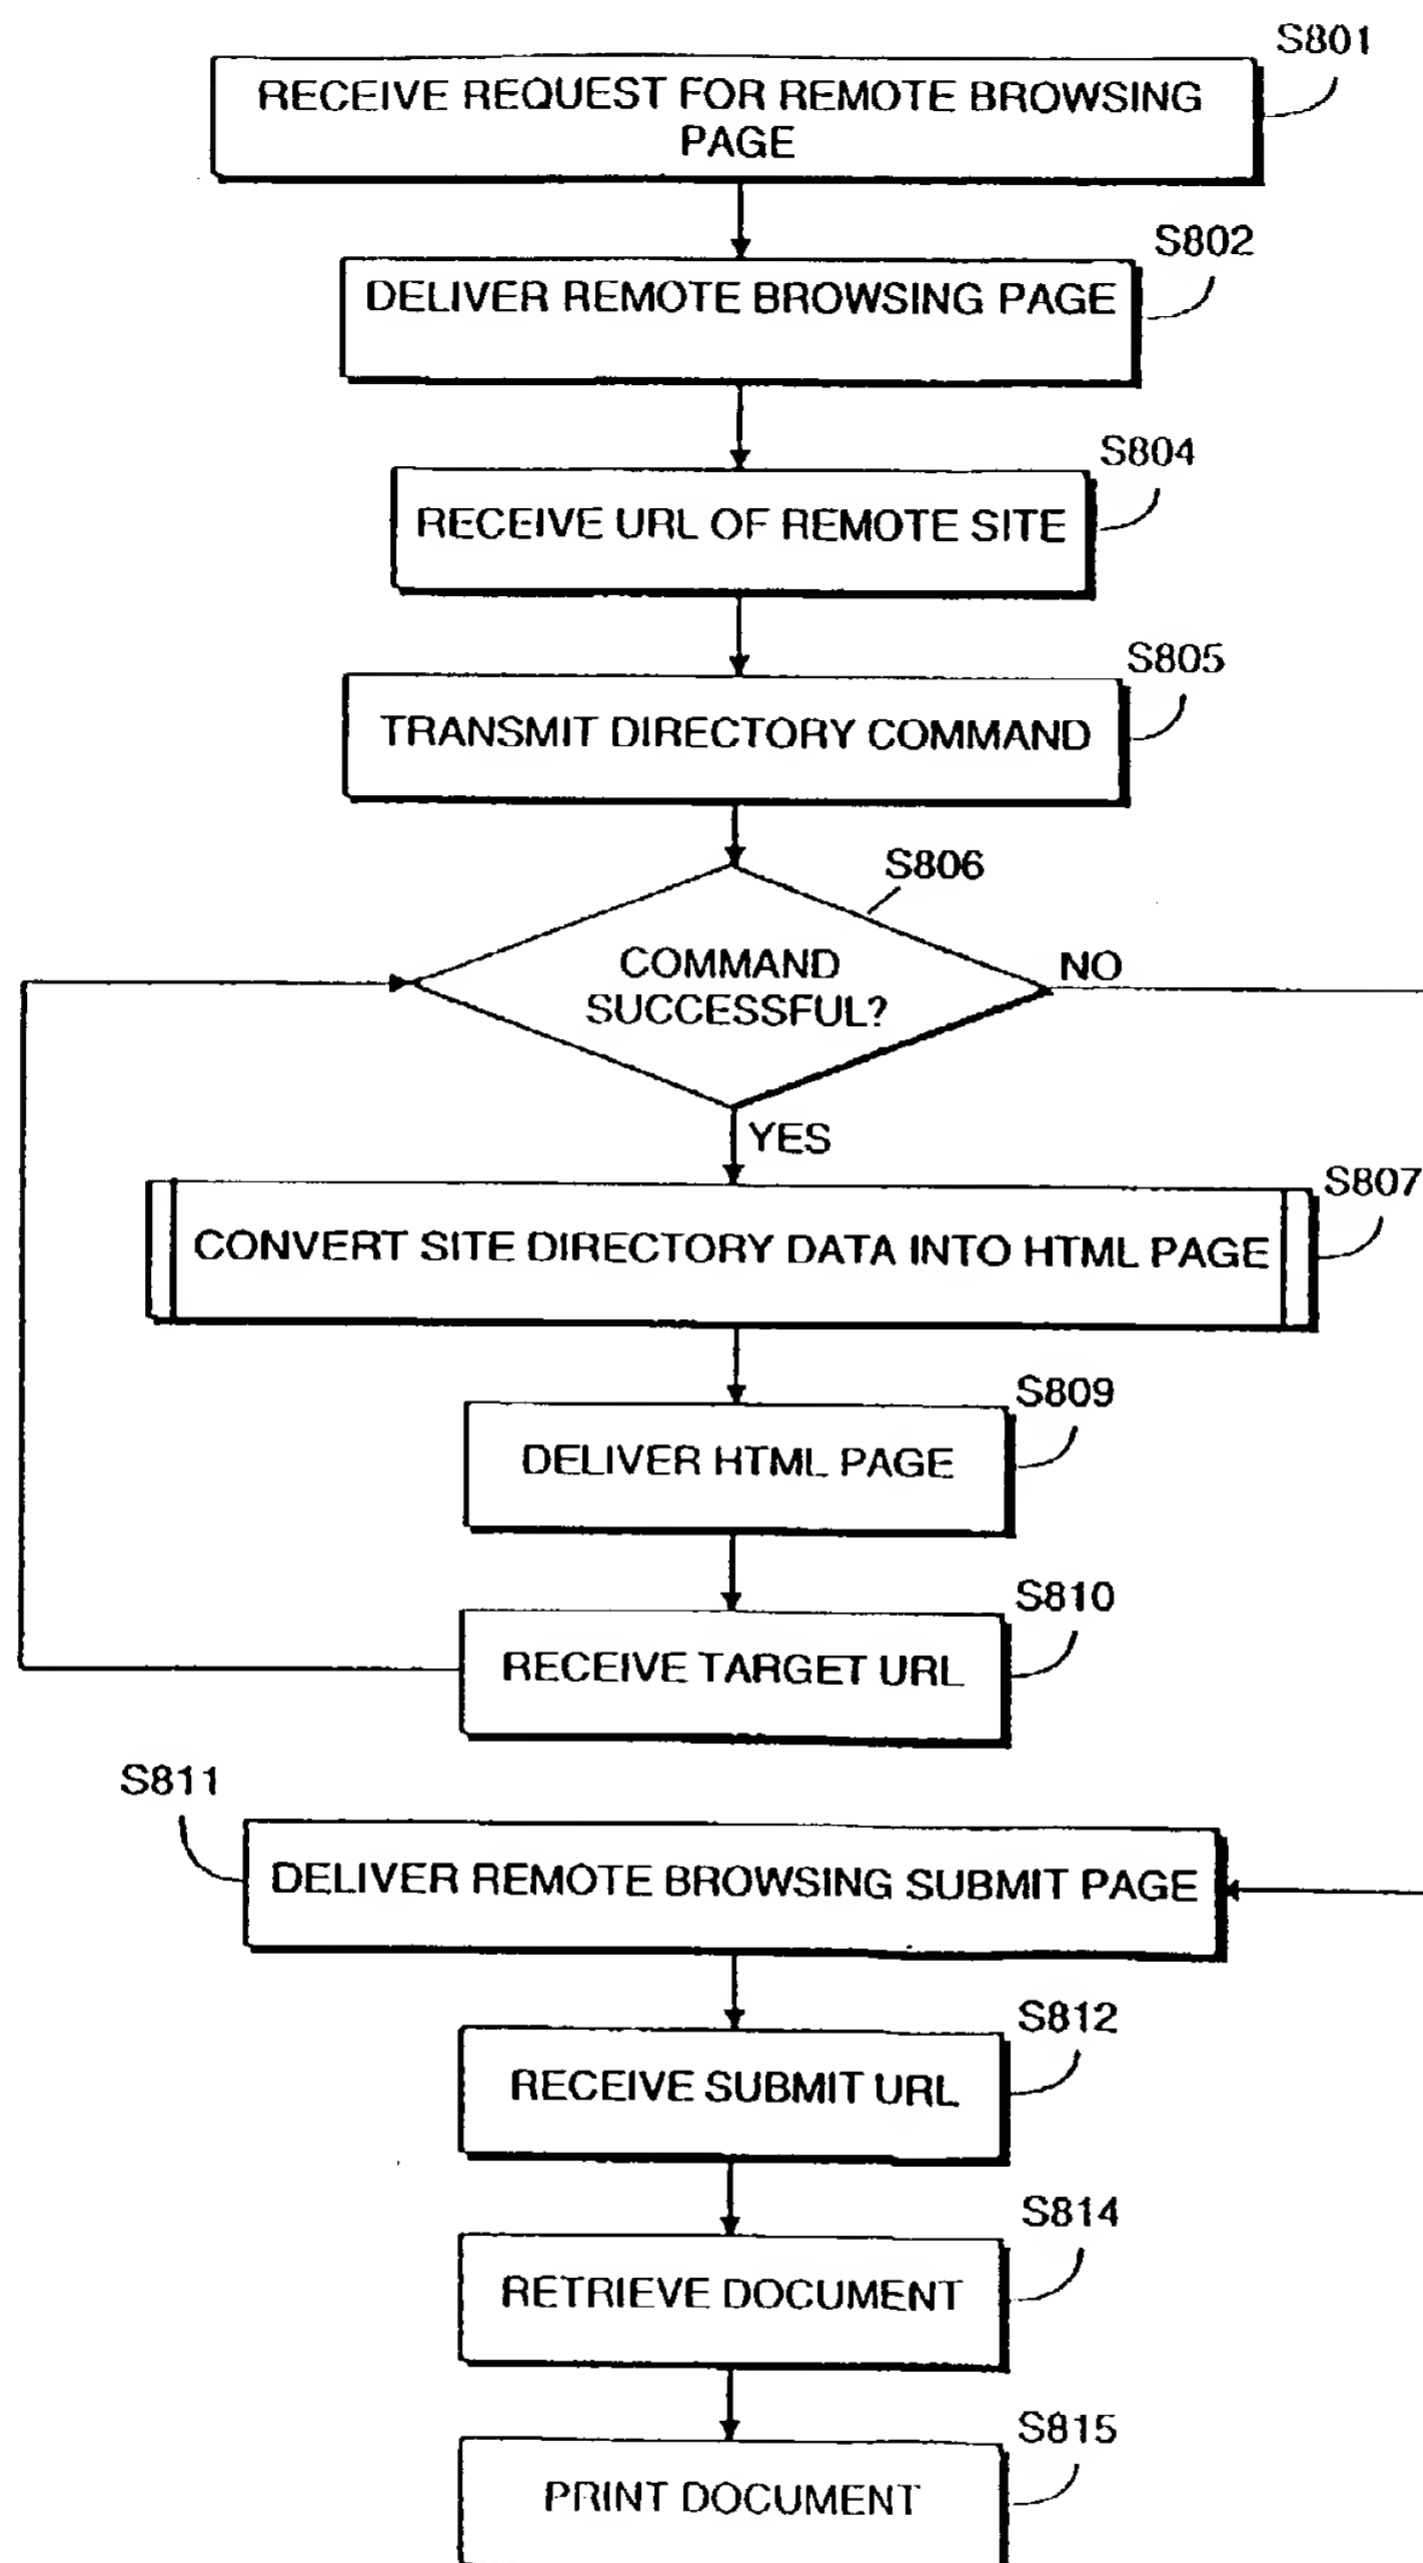 S801
RECEIVE REQUEST FOR REMOTE BROWSING
PAGE
S802
DELIVER REMOTE BROWSING PAGE
S804
RECEIVE URL OF REMOTE SITE
S805
TRANSMIT DIRECTORY COMMAND
S806
COMMAND
SUCCESSFUL?
NO
YES
S807
CONVERT SITE DIRECTORY DATA INTO HTML PAGE
S809
DELIVER HTML PAGE
S810
RECEIVE TARGET URL
S811
DELIVER REMOTE BROWSING SUBMIT PAGE
S812
RECEIVE SUBMIT URL
S814
RETRIEVE DOCUMENT
S815
PRINT DOCUMENT